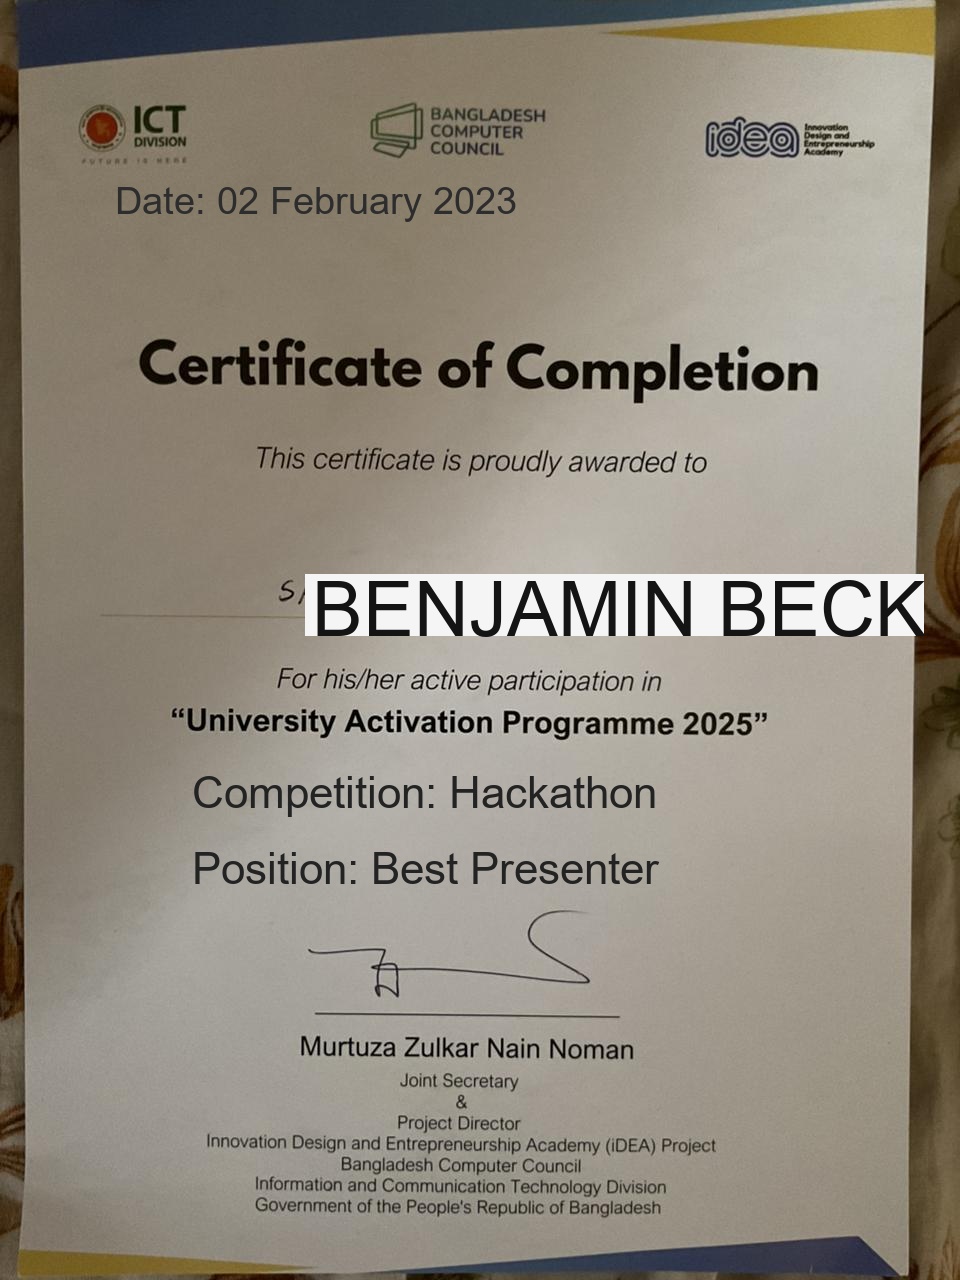 ICT
DIVISION
FUTURE IS HERE
BANGLADESH
COMPUTER
COUNCIL
idea
Innovation
Design and
Entrepreneurship
Academy
Date: 02 February 2023
Certificate of Completion
This certificate is proudly awarded to
BENJAMIN BECK
For his/her active participation in
“University Activation Programme 2025”
Competition: Hackathon
Position: Best Presenter
Murtuza Zulkar Nain Noman
Joint Secretary
&
Project Director
Innovation Design and Entrepreneurship Academy (iDEA) Project
Bangladesh Computer Council
Information and Communication Technology Division
Government of the People's Republic of Bangladesh